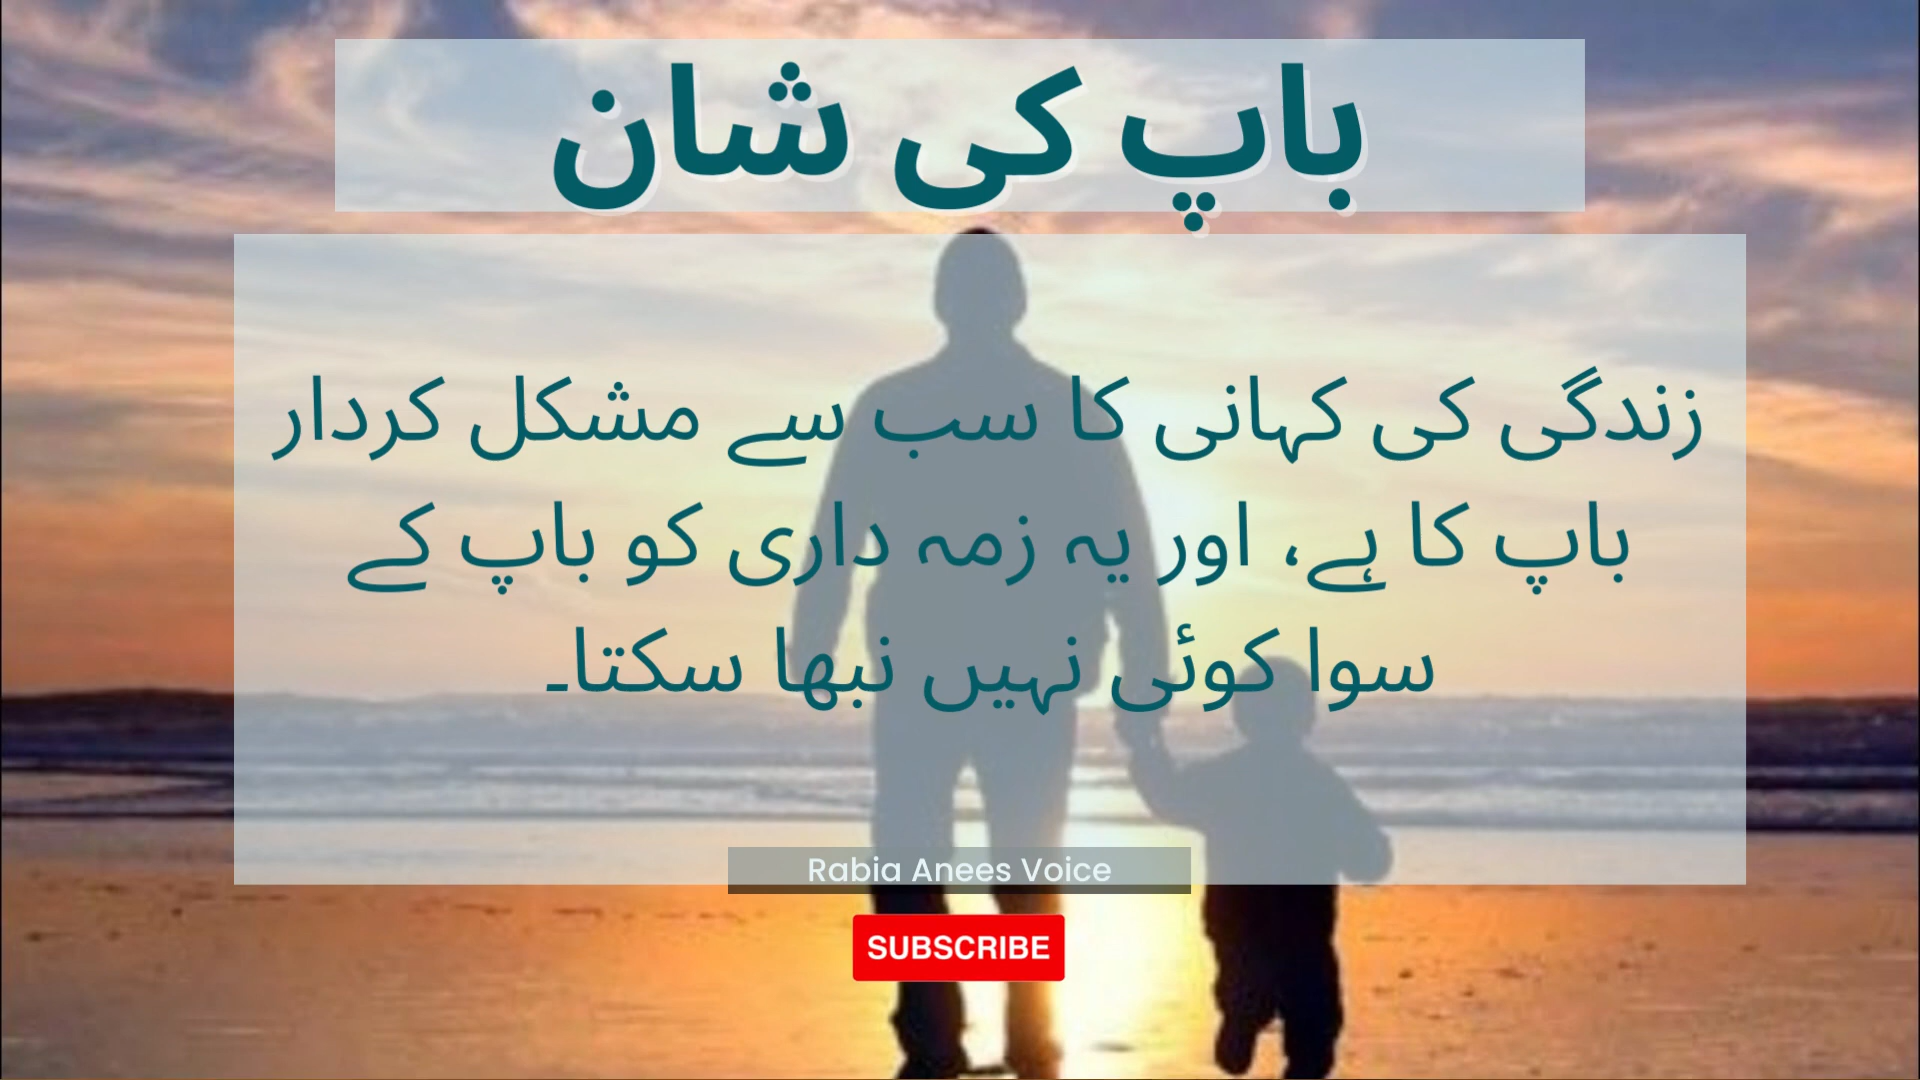 باپ کی شان
زندگی کی کہانی کا سب سے مشکل کردار
باپ کا ہے، اور یہ زمہ داری کو باپ کے
سوا کوئی نہیں نبھا سکتا۔
Rabia Anees Voice
SUBSCRIBE